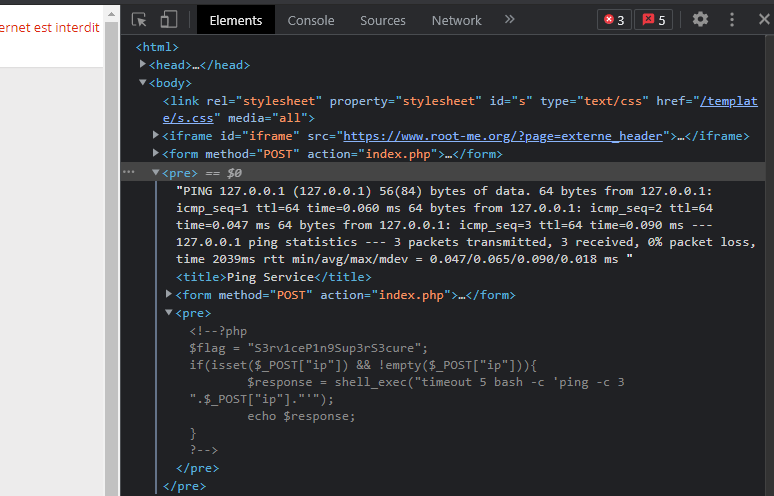 ernet est interdit
Elements Console Sources Network » 3 5
<html>
<head>…</head>
<body>
<link rel="stylesheet" property="stylesheet" id="s" type="text/css" href="/templat
e/s.css" media="all">
<iframe id="iframe" src="https://www.root-me.org/?page=externe_header">…</iframe>
<form method="POST" action="index.php">…</form>
… <pre> == $0
"PING 127.0.0.1 (127.0.0.1) 56(84) bytes of data. 64 bytes from 127.0.0.1:
icmp_seq=1 ttl=64 time=0.060 ms 64 bytes from 127.0.0.1: icmp_seq=2 ttl=64
time=0.047 ms 64 bytes from 127.0.0.1: icmp_seq=3 ttl=64 time=0.090 ms ---
127.0.0.1 ping statistics --- 3 packets transmitted, 3 received, 0% packet loss,
time 2039ms rtt min/avg/max/mdev = 0.047/0.065/0.090/0.018 ms "
<title>Ping Service</title>
<form method="POST" action="index.php">…</form>
<pre>
<!--?php
$flag = "S3rv1ceP1n9Sup3rS3cure";
if(isset($_POST["ip"]) && !empty($_POST["ip"])){
$response = shell_exec("timeout 5 bash -c 'ping -c 3
".$_POST["ip"]."'");
echo $response;
}
?-->
</pre>
</pre>